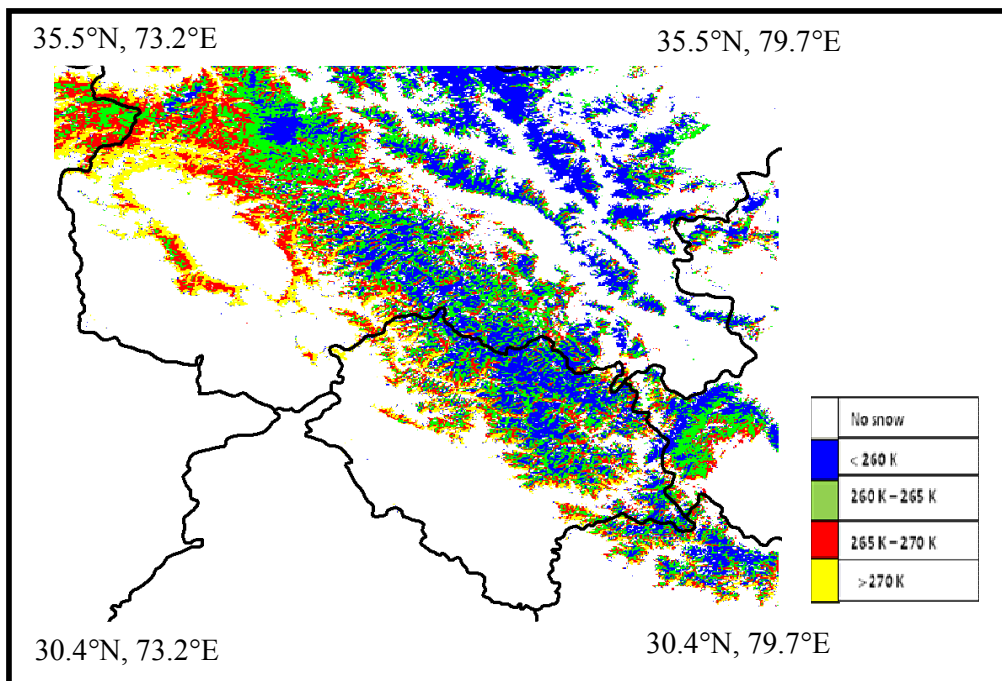 35.5°N, 73.2°E
35.5°N, 79.7°E
No snow
< 260 K
260 K – 265 K
265 K – 270 K
>270 K
30.4°N, 73.2°E
30.4°N, 79.7°E